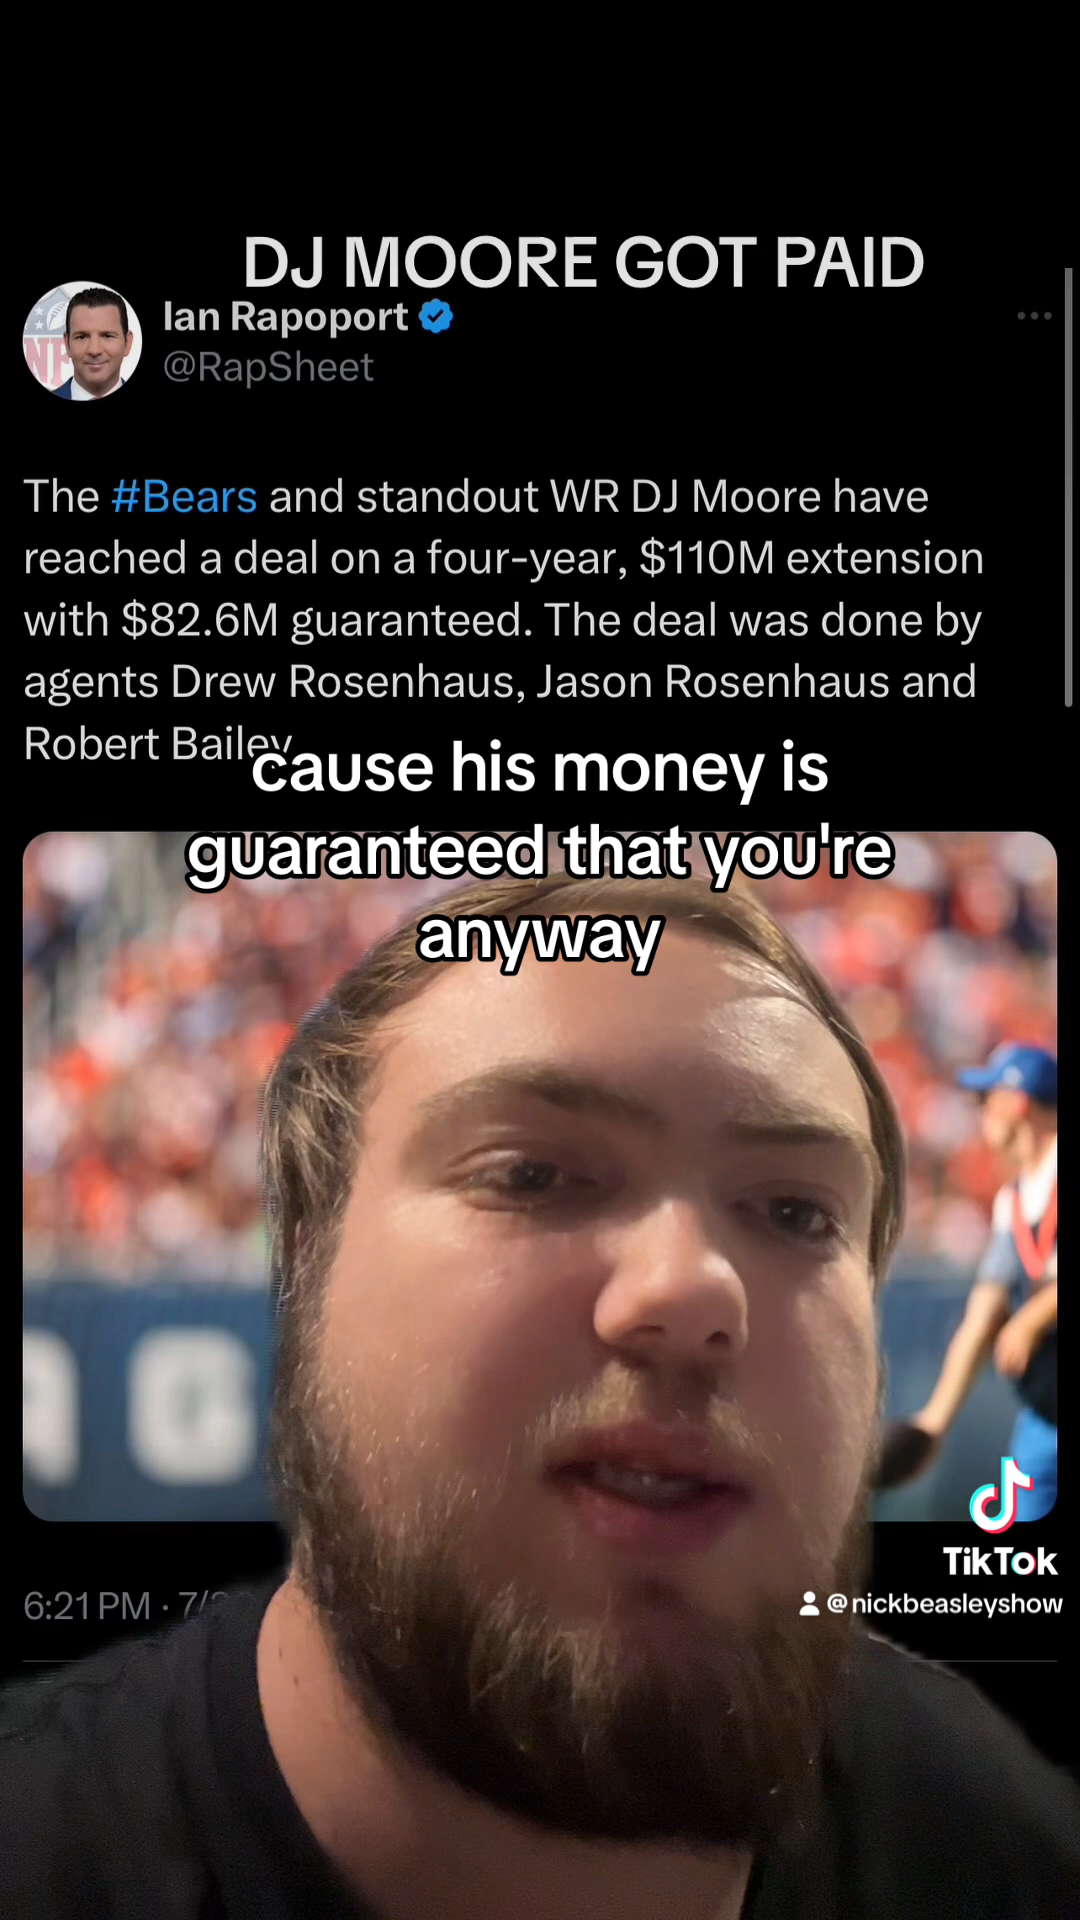 DJ MOORE GOT PAID
Ian Rapoport
@RapSheet
The #Bears and standout WR DJ Moore have
reached a deal on a four-year, $110M extension
with $82.6M guaranteed. The deal was done by
agents Drew Rosenhaus, Jason Rosenhaus and
Robert Bailey
cause his money is
guaranteed that you're
anyway
G
TikTok
@nickbeasleyshow
6:21 PM · 7/